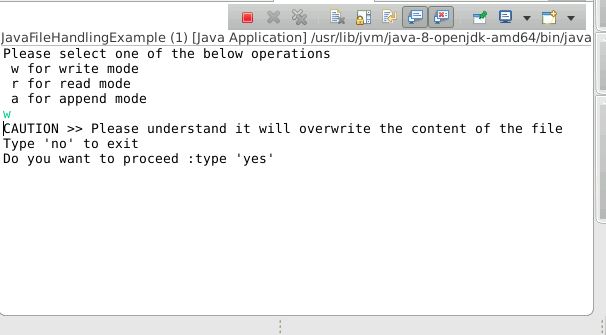 JavaFileHandlingExample (1) [Java Application] /usr/lib/jvm/java-8-openjdk-amd64/bin/java
Please select one of the below operations
w for write mode
r for read mode
a for append mode
w
CAUTION >> Please understand it will overwrite the content of the file
Type 'no' to exit
Do you want to proceed :type 'yes'